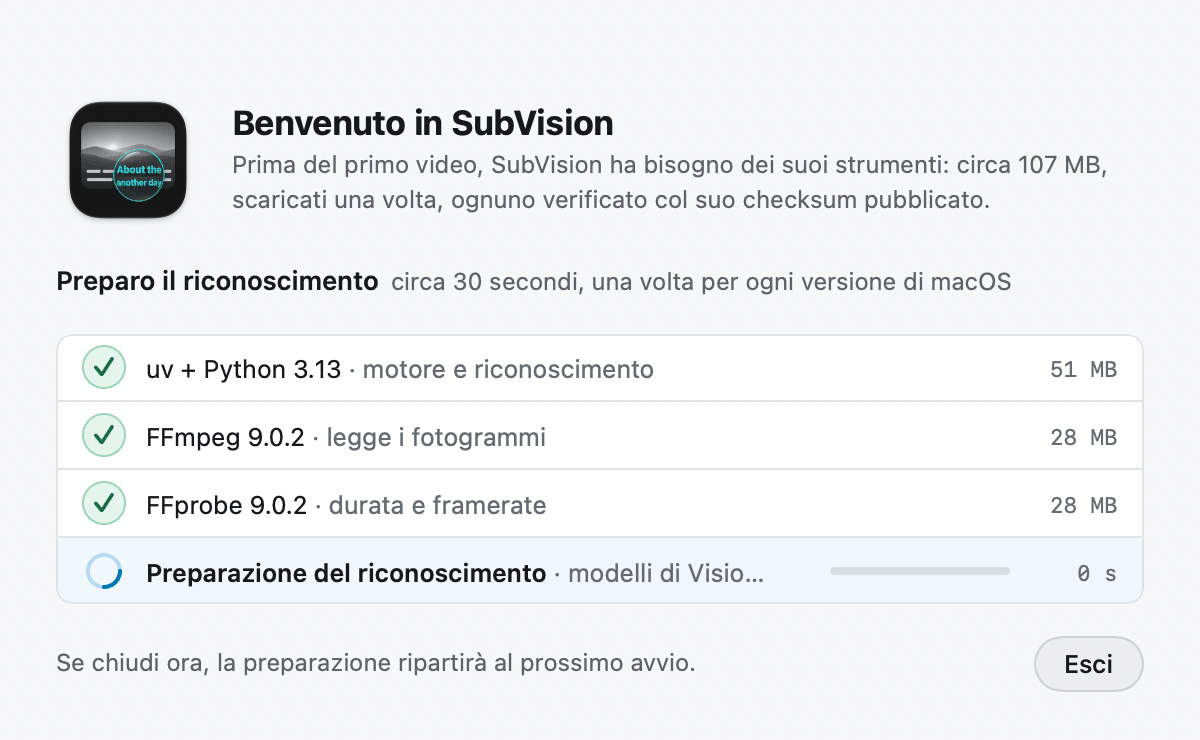 About the
another day
Benvenuto in SubVision
Prima del primo video, SubVision ha bisogno dei suoi strumenti: circa 107 MB,
scaricati una volta, ognuno verificato col suo checksum pubblicato.
Preparo il riconoscimento circa 30 secondi, una volta per ogni versione di macOS
uv + Python 3.13 · motore e riconoscimento 51 MB
FFmpeg 9.0.2 · legge i fotogrammi 28 MB
FFprobe 9.0.2 · durata e framerate 28 MB
Preparazione del riconoscimento · modelli di Visio... 0 s
Se chiudi ora, la preparazione ripartirà al prossimo avvio.
Esci